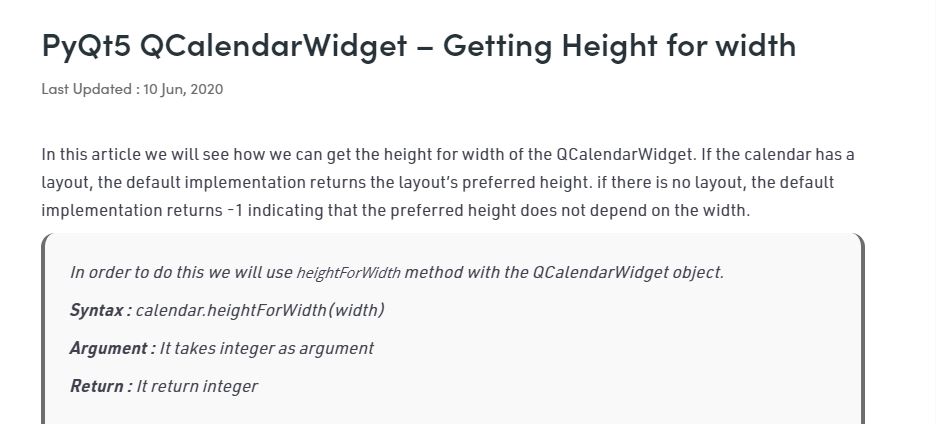 PyQt5 QCalendarWidget – Getting Height for width
Last Updated : 10 Jun, 2020
In this article we will see how we can get the height for width of the QCalendarWidget. If the calendar has a
layout, the default implementation returns the layout’s preferred height. if there is no layout, the default
implementation returns -1 indicating that the preferred height does not depend on the width.
In order to do this we will use heightForWidth method with the QCalendarWidget object.
Syntax : calendar.heightForWidth(width)
Argument : It takes integer as argument
Return : It return integer